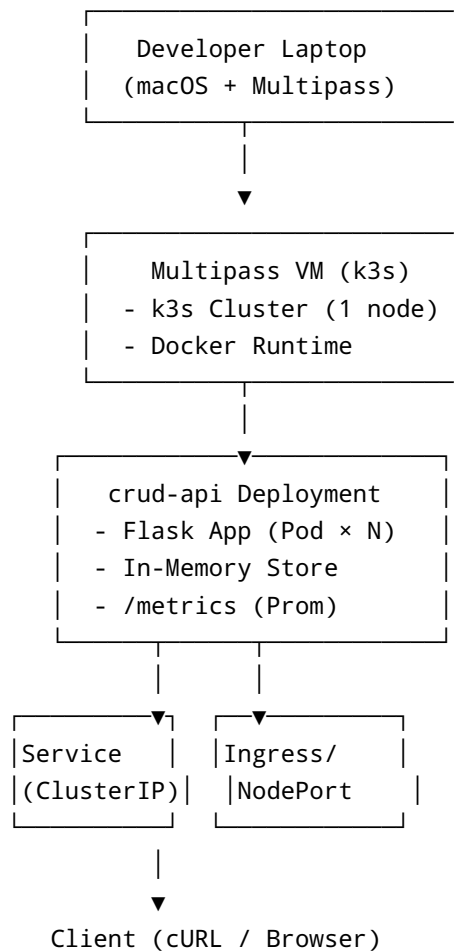 Developer Laptop
(macOS + Multipass)
Multipass VM (k3s)
- k3s Cluster (1 node)
- Docker Runtime
crud-api Deployment
- Flask App (Pod × N)
- In-Memory Store
- /metrics (Prom)
Service
(ClusterIP)
Ingress/
NodePort
Client (cURL / Browser)